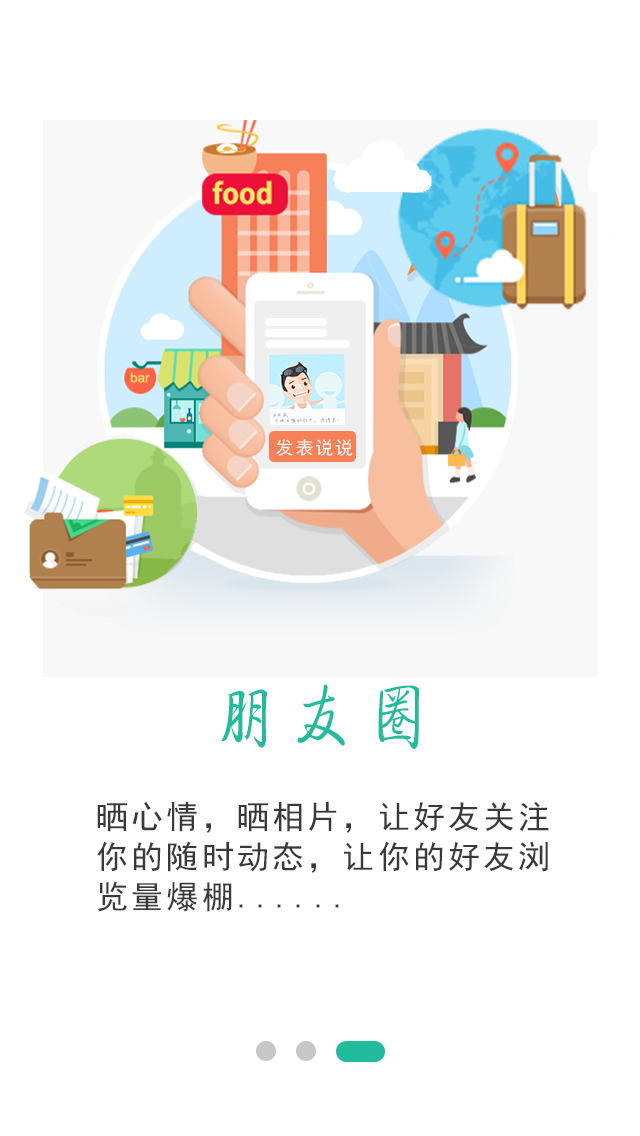 food
bar
发表说说
朋友圈
晒心情，晒相片，让好友关注
你的随时动态，让你的好友浏
览量爆棚......